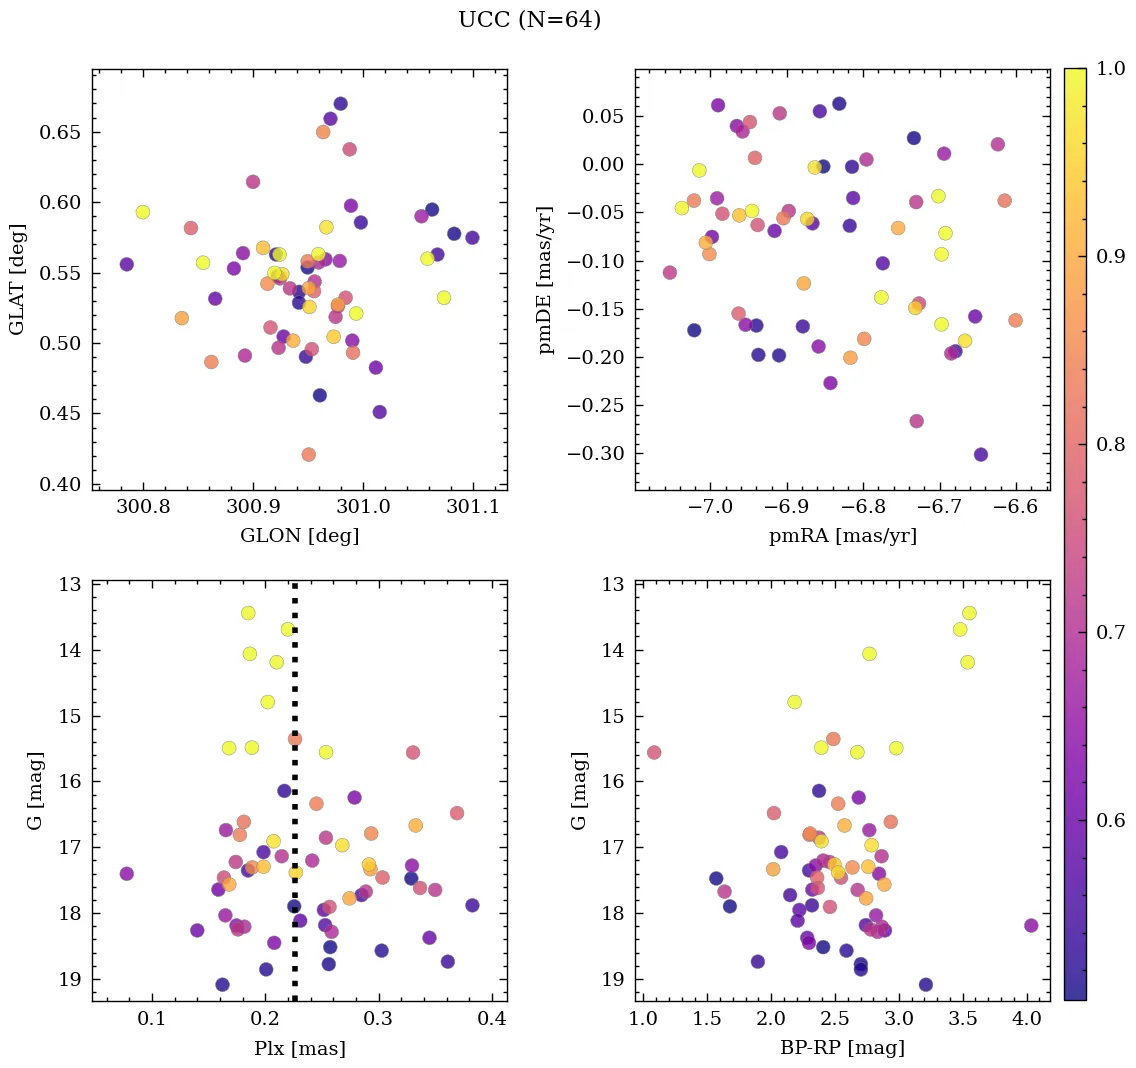 UCC (N=64)
0.65
0.60
0.55
0.50
0.45
0.40
GLAT [deg]
300.8 300.9 301.0 301.1
GLON [deg]
0.05
0.00
−0.05
−0.10
−0.15
−0.20
−0.25
−0.30
pmDE [mas/yr]
−7.0 −6.9 −6.8 −6.7 −6.6
pmRA [mas/yr]
1.0
0.9
0.8
0.7
0.6
13
14
15
16
17
18
19
G [mag]
0.1 0.2 0.3 0.4
Plx [mas]
13
14
15
16
17
18
19
G [mag]
1.0 1.5 2.0 2.5 3.0 3.5 4.0
BP-RP [mag]